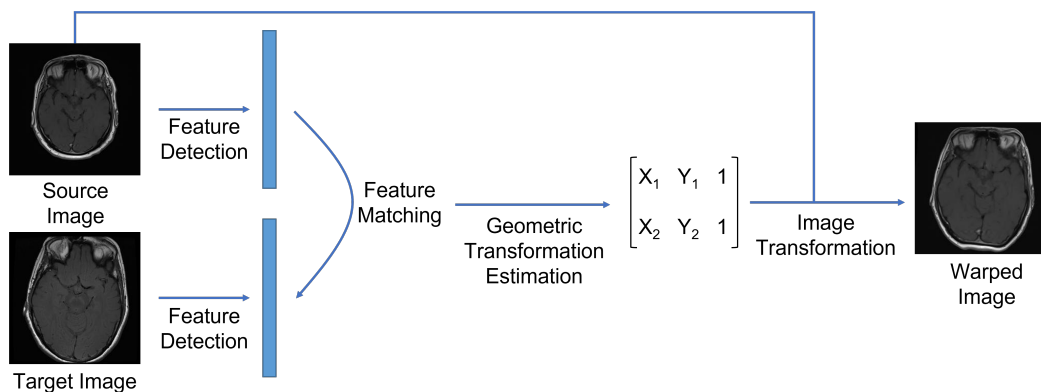 Source
Image
Feature
Detection
Target Image
Feature
Detection
Feature
Matching
Geometric
Transformation
Estimation
X₁ Y₁ 1
X₂ Y₂ 1
Image
Transformation
Warped
Image